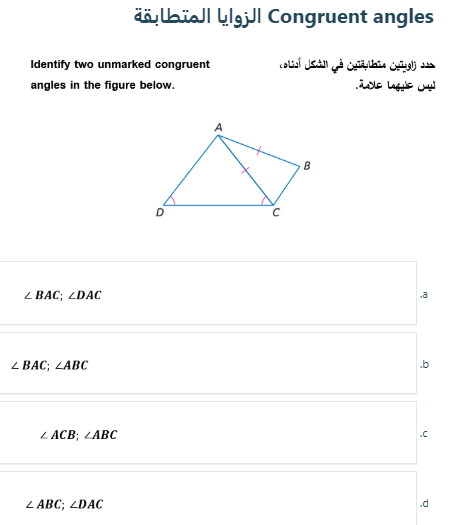 Congruent angles الزوايا المتطابقة
Identify two unmarked congruent
angles in the figure below.
حدد زاويتين متطابقتين في الشكل أدناه،
ليس عليهما علامة.
A
B
D
C
∠ BAC; ∠DAC
a.
∠ BAC; ∠ABC
b.
∠ ACB; ∠ABC
c.
∠ ABC; ∠DAC
d.